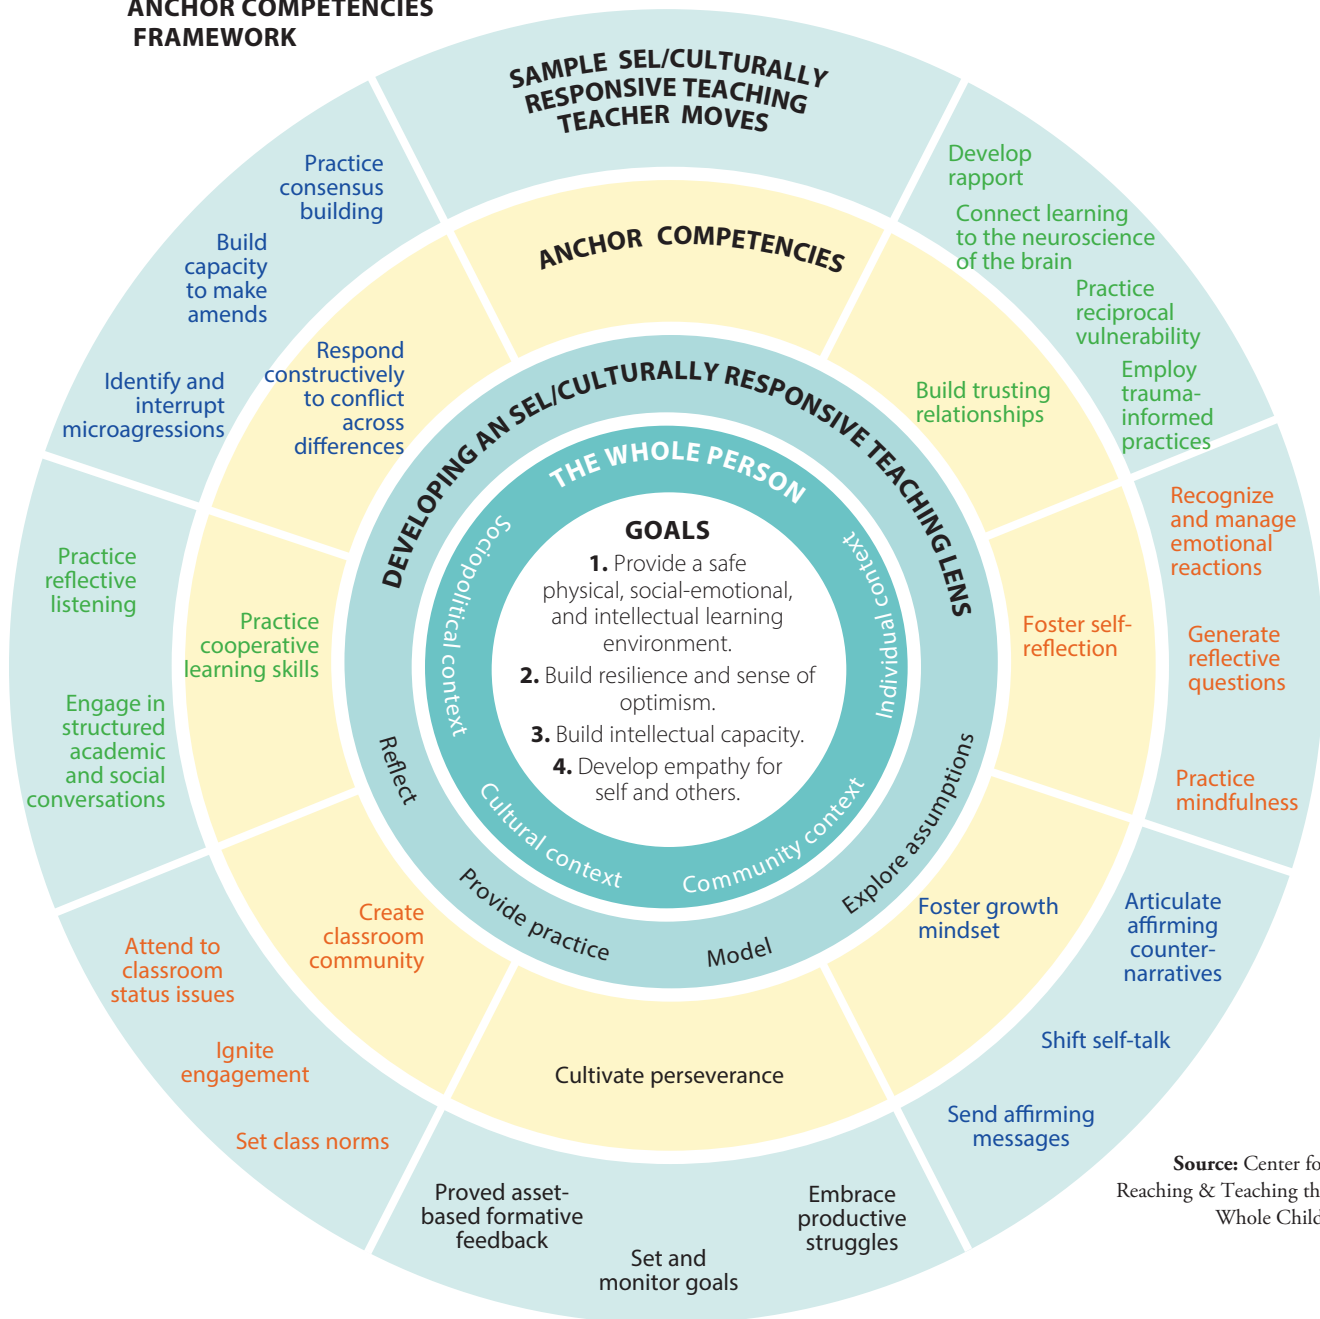 ANCHOR COMPETENCIES
FRAMEWORK
SAMPLE SEL/CULTURALLY
RESPONSIVE TEACHING
TEACHER MOVES
ANCHOR COMPETENCIES
DEVELOPING AN SEL/CULTURALLY RESPONSIVE TEACHING LENS
THE WHOLE PERSON
GOALS
1. Provide a safe
physical, social-emotional,
and intellectual learning
environment.
2. Build resilience and sense of
optimism.
3. Build intellectual capacity.
4. Develop empathy for
self and others.
Individual context
Community context
Cultural context
Sociopolitical context
Explore assumptions
Model
Provide practice
Reflect
Build trusting
relationships
Develop
rapport
Connect learning
to the neuroscience
of the brain
Practice
reciprocal
vulnerability
Employ
trauma-
informed
practices
Foster self-
reflection
Recognize
and manage
emotional
reactions
Generate
reflective
questions
Practice
mindfulness
Foster growth
mindset
Articulate
affirming
counter-
narratives
Shift self-talk
Send affirming
messages
Cultivate perseverance
Embrace
productive
struggles
Set and
monitor goals
Proved asset-
based formative
feedback
Create
classroom
community
Set class norms
Ignite
engagement
Attend to
classroom
status issues
Practice
cooperative
learning skills
Engage in
structured
academic
and social
conversations
Practice
reflective
listening
Respond
constructively
to conflict
across
differences
Identify and
interrupt
microagressions
Build
capacity
to make
amends
Practice
consensus
building
Source: Center fo
Reaching & Teaching th
Whole Child